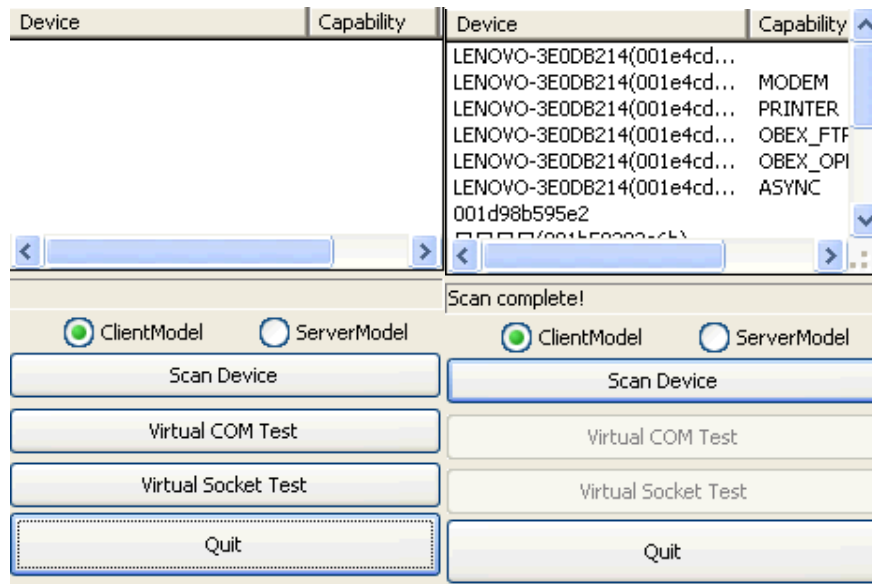 Device Capability
ClientModel ServerModel
Scan Device
Virtual COM Test
Virtual Socket Test
Quit
Device Capability
LENOVO-3E0DB214(001e4cd...
LENOVO-3E0DB214(001e4cd... MODEM
LENOVO-3E0DB214(001e4cd... PRINTER
LENOVO-3E0DB214(001e4cd... OBEX_FTP
LENOVO-3E0DB214(001e4cd... OBEX_OP
LENOVO-3E0DB214(001e4cd... ASYNC
001d98b595e2
Scan complete!
ClientModel ServerModel
Scan Device
Virtual COM Test
Virtual Socket Test
Quit